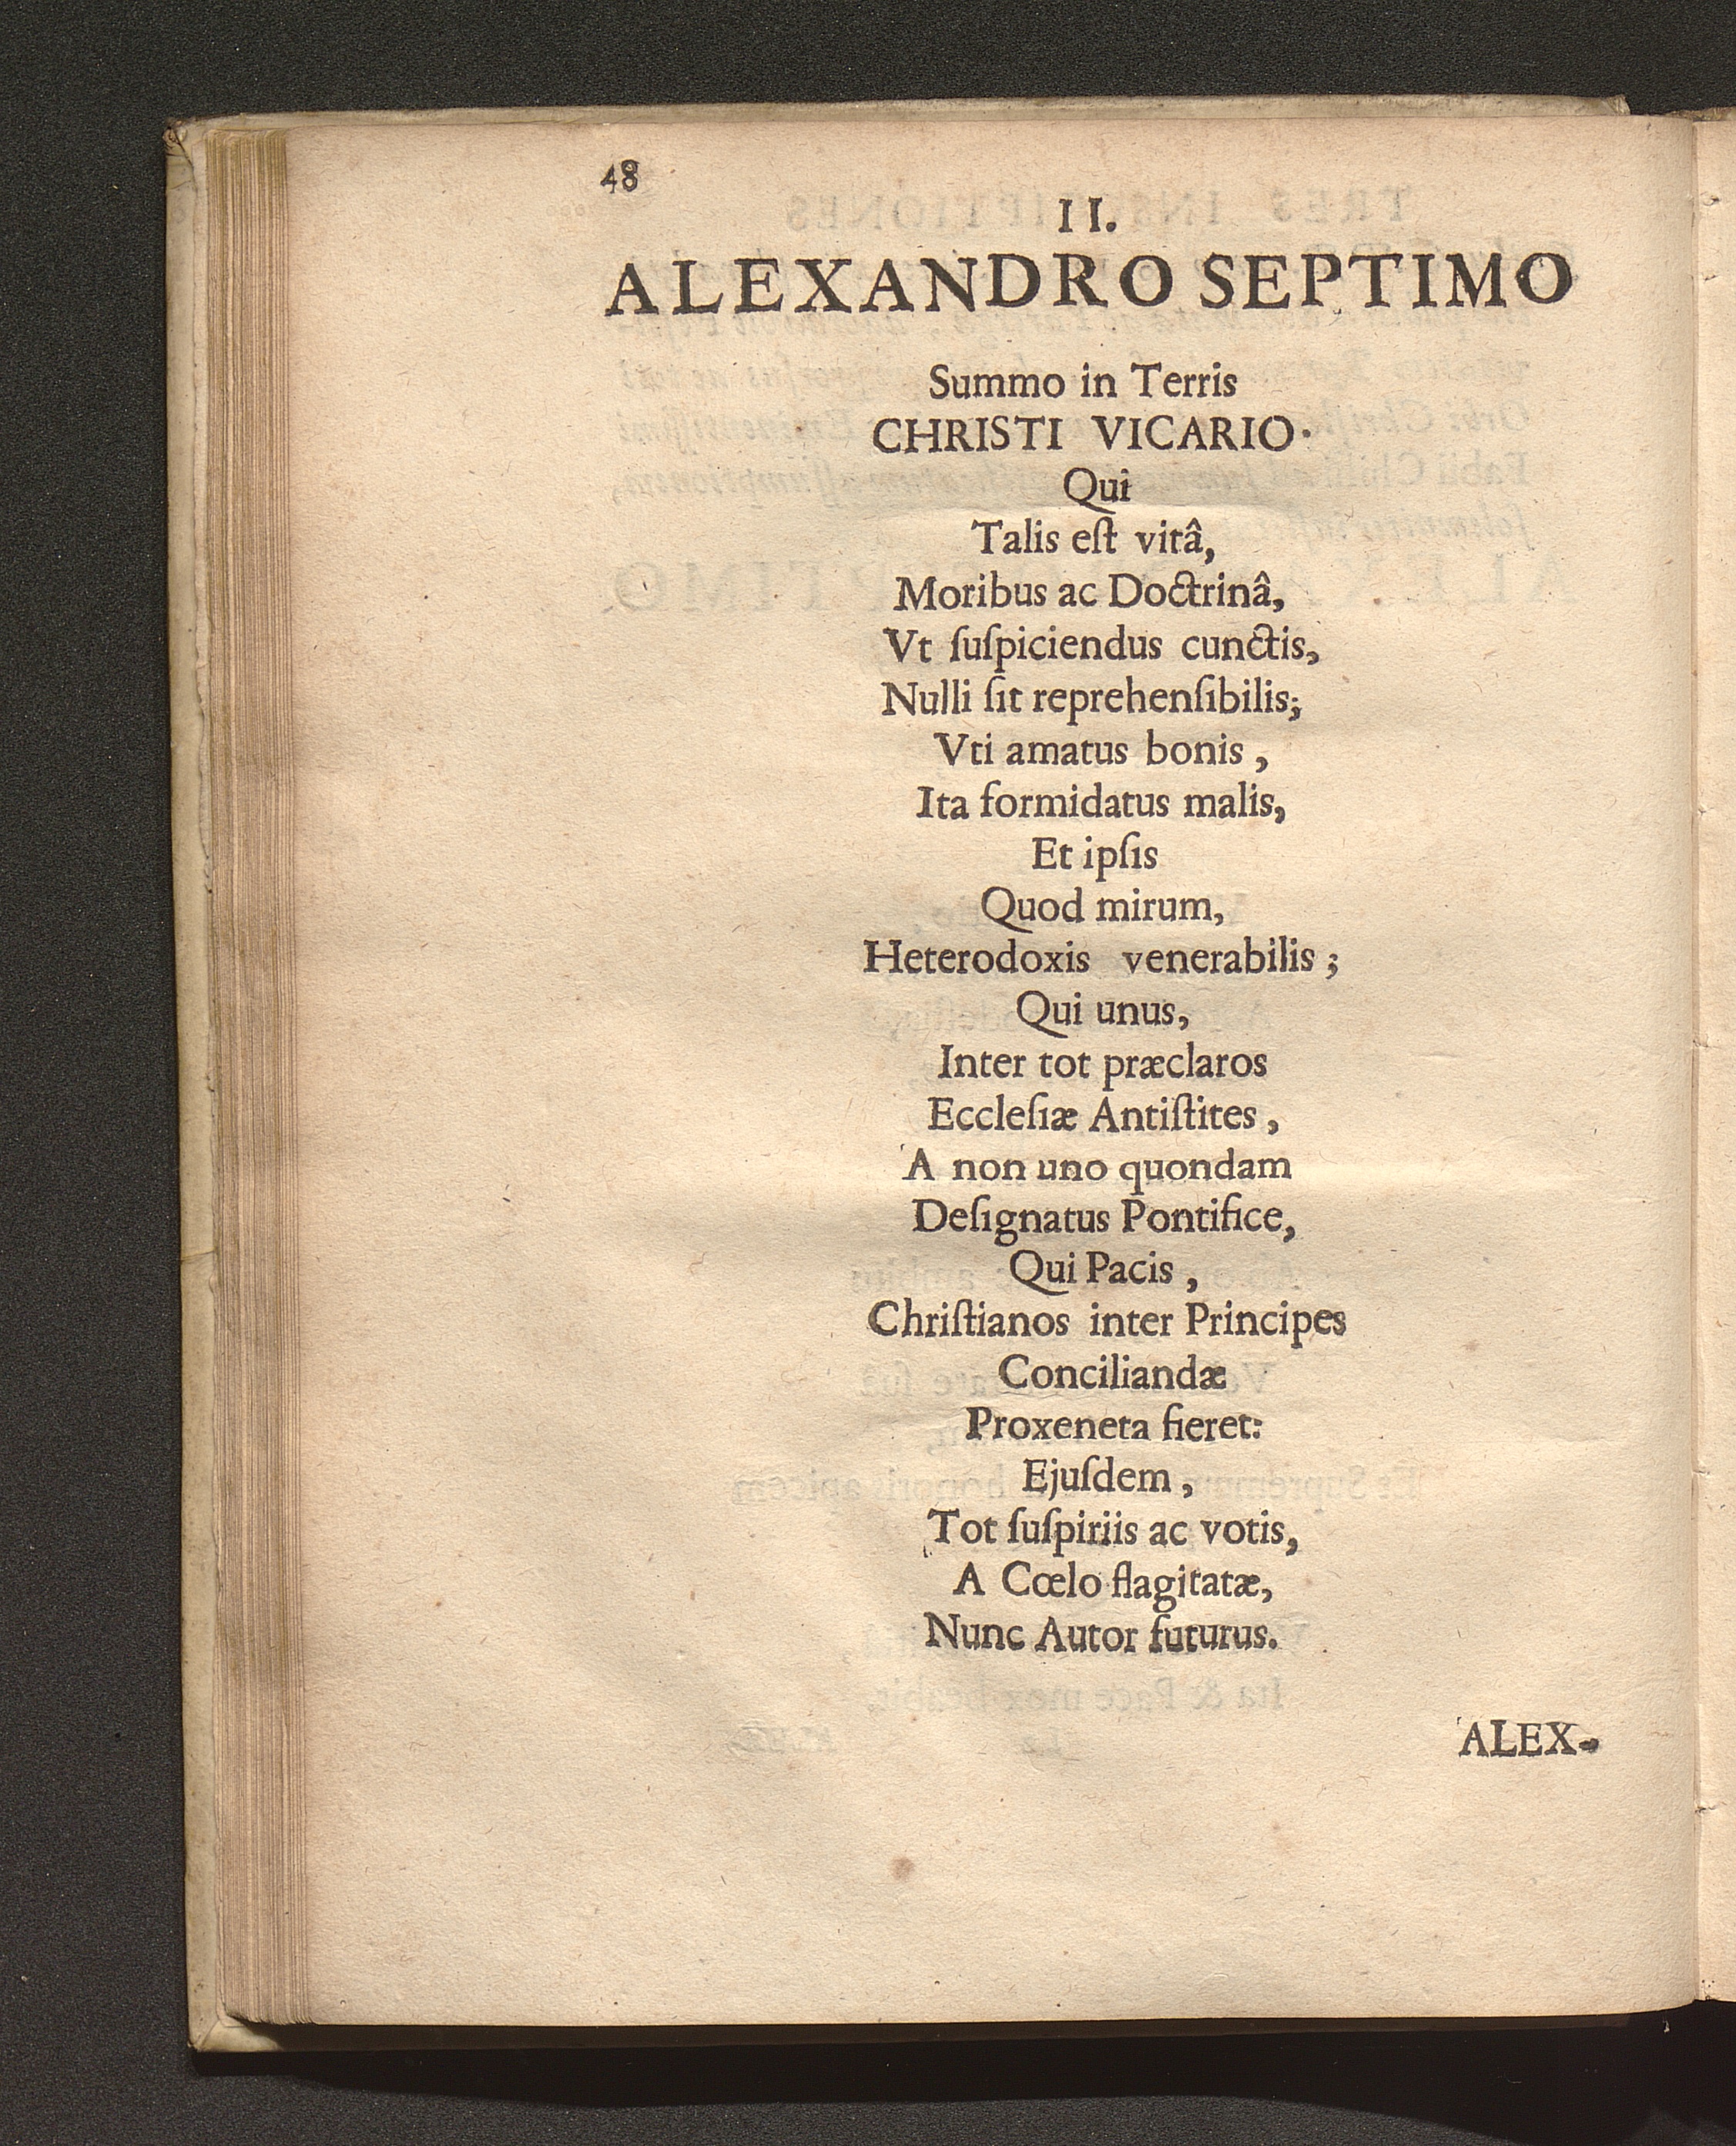 48
II.
ALEXANDRO SEPTIMO
Summo in Terris
CHRISTI VICARIO.
Qui
Talis eſt vitâ,
Moribus ac Doctrinâ,
Vt ſuſpiciendus cunctis,
Nulli ſit reprehenſibilis;
Vti amatus bonis,
Ita formidatus malis,
Et ipſis
Quod mirum,
Heterodoxis venerabilis;
Qui unus,
Inter tot præclaros
Eccleſiæ Antiſtites,
A non uno quondam
Deſignatus Pontifice,
Qui Pacis,
Chriſtianos inter Principes
Conciliandæ
Proxeneta fieret:
Ejuſdem,
Tot ſuſpiriis ac votis,
A Cœlo flagitatæ,
Nunc Autor futurus.
ALEX-